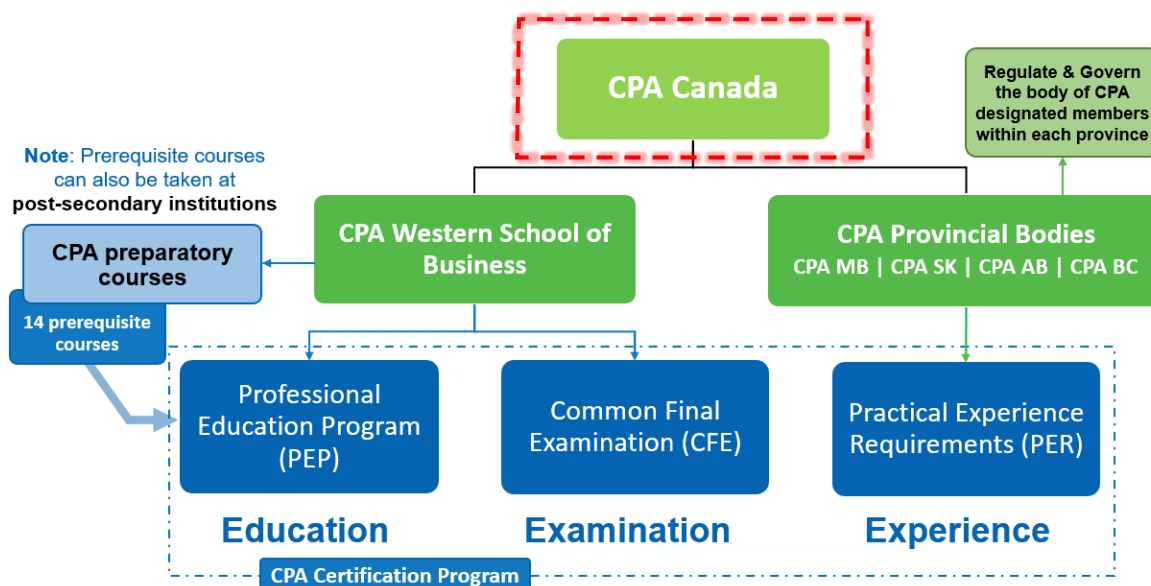 CPA Canada
Regulate & Govern
the body of CPA
designated members
within each province
Note: Prerequisite courses
can also be taken at
post-secondary institutions
CPA preparatory
courses
14 prerequisite
courses
CPA Western School of
Business
CPA Provincial Bodies
CPA MB | CPA SK | CPA AB | CPA BC
Professional
Education Program
(PEP)
Common Final
Examination (CFE)
Practical Experience
Requirements (PER)
Education
Examination
Experience
CPA Certification Program